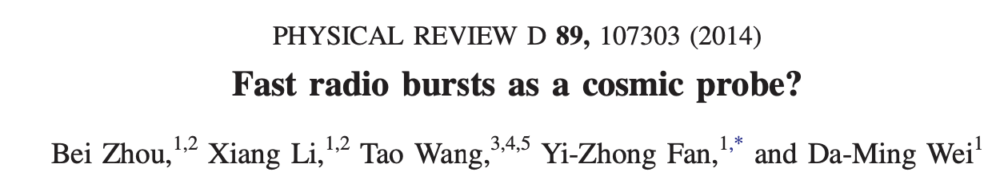 PHYSICAL REVIEW D 89, 107303 (2014)
Fast radio bursts as a cosmic probe?
Bei Zhou,1,2 Xiang Li,1,2 Tao Wang,3,4,5 Yi-Zhong Fan,1,* and Da-Ming Wei1